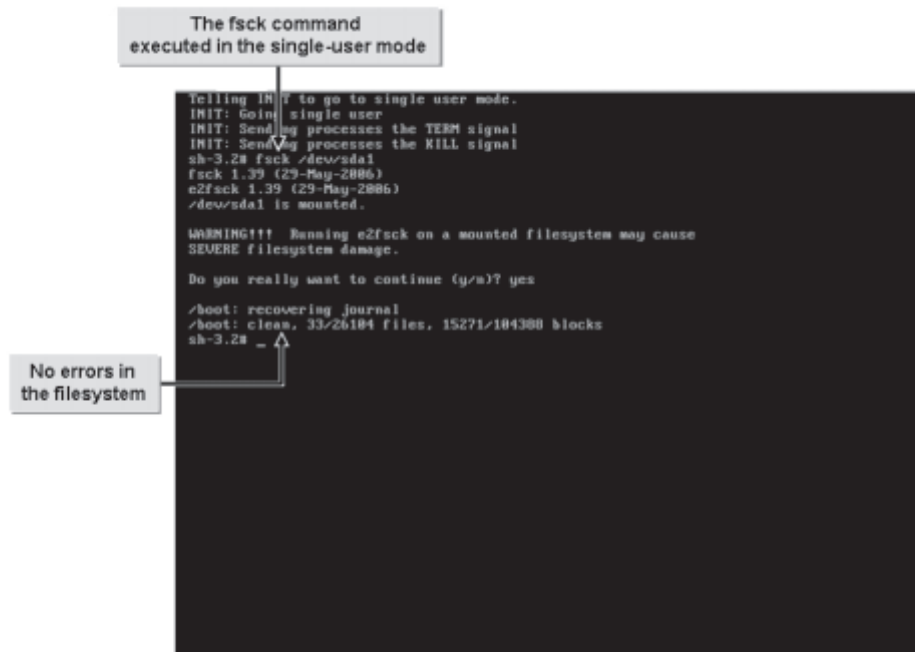 The fsck command
executed in the single-user mode
Telling INIT to go to single user mode.
INIT: Going single user
INIT: Sending processes the TERM signal
INIT: Sending processes the KILL signal
sh-3.2# fsck /dev/sda1
fsck 1.39 (29-May-2006)
e2fsck 1.39 (29-May-2006)
/dev/sda1 is mounted.
WARNING!!! Running e2fsck on a mounted filesystem may cause
SEVERE filesystem damage.
Do you really want to continue (y/n)? yes
/boot: recovering journal
/boot: clean, 33/26104 files, 15271/104388 blocks
sh-3.2# _
No errors in
the filesystem